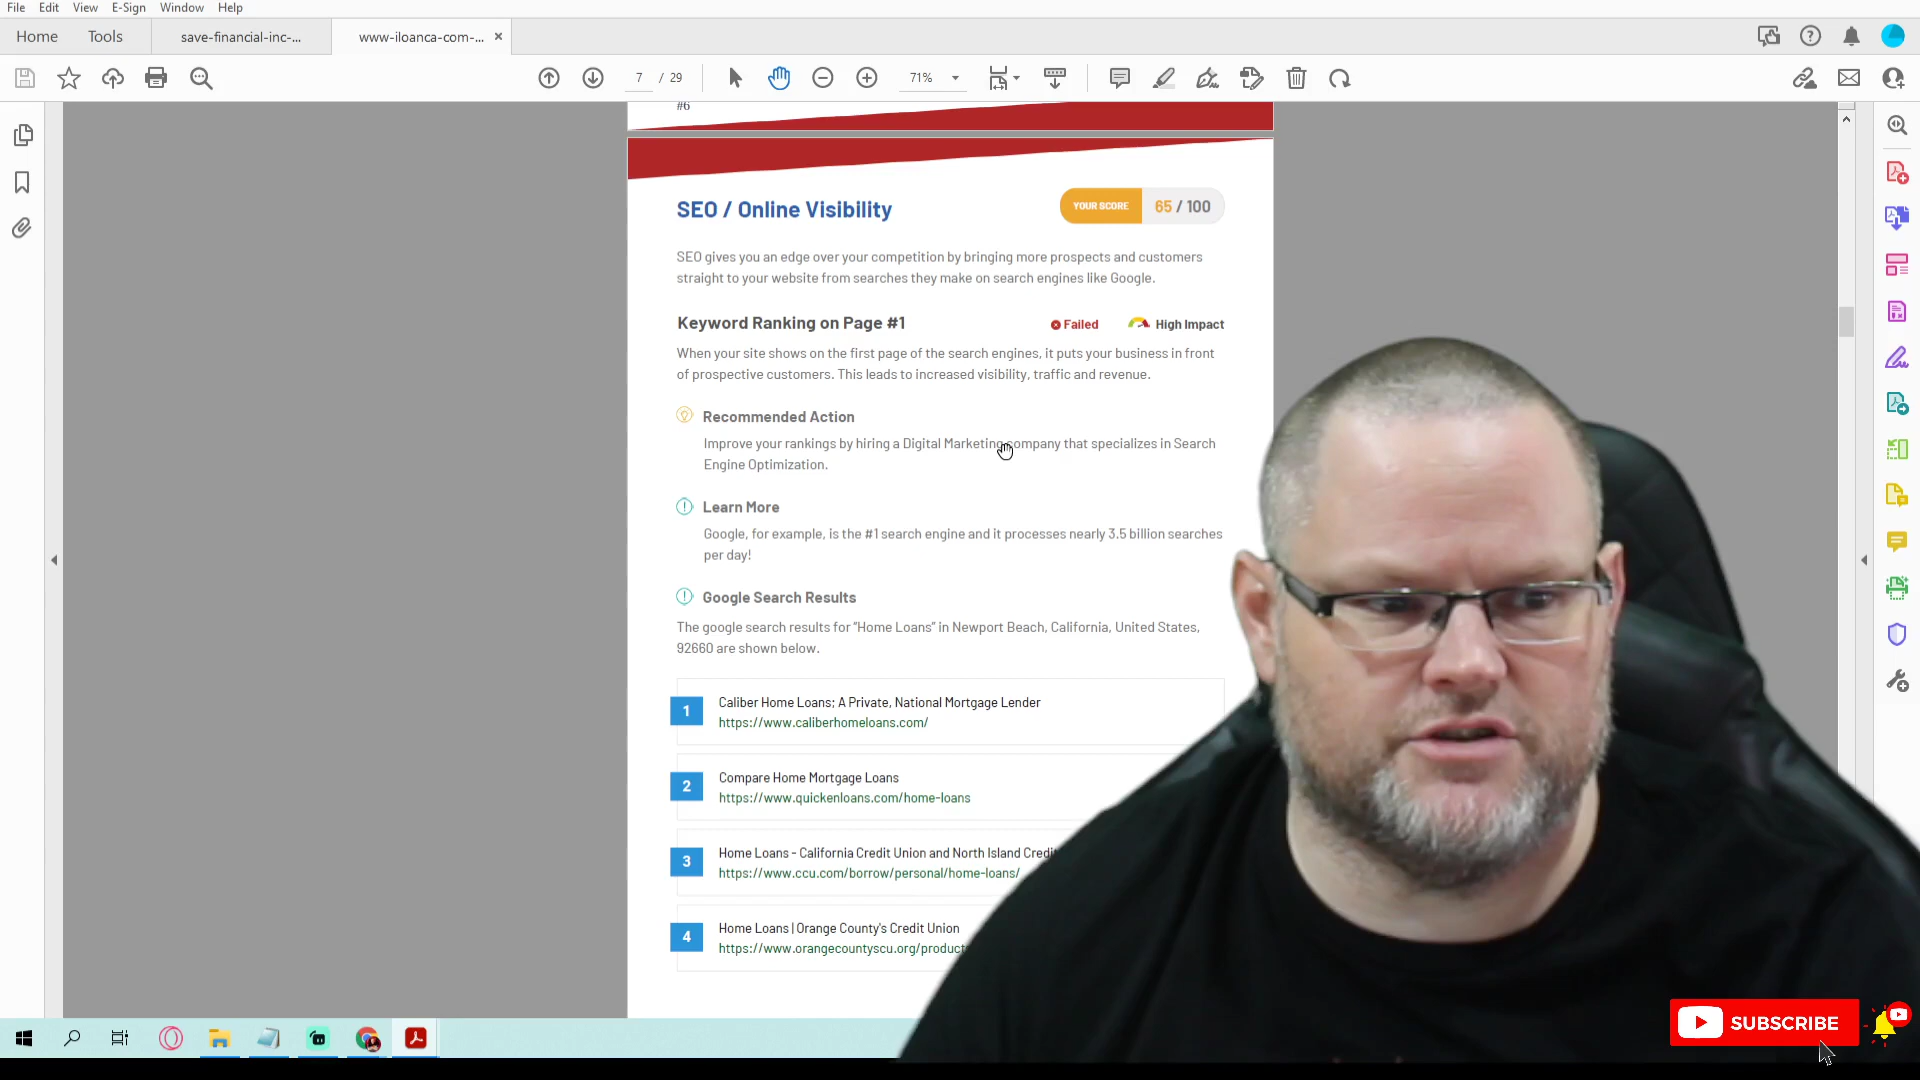 File Edit View E-Sign Window Help
Home Tools save-financial-inc-... www-iloanca-com-...
7 / 29 71%
#6
SEO / Online Visibility
YOUR SCORE 65 / 100
SEO gives you an edge over your competition by bringing more prospects and customers
straight to your website from searches they make on search engines like Google.
Keyword Ranking on Page #1
Failed High Impact
When your site shows on the first page of the search engines, it puts your business in front
of prospective customers. This leads to increased visibility, traffic and revenue.
Recommended Action
Improve your rankings by hiring a Digital Marketing company that specializes in Search
Engine Optimization.
Learn More
Google, for example, is the #1 search engine and it processes nearly 3.5 billion searches
per day!
Google Search Results
The google search results for "Home Loans" in Newport Beach, California, United States,
92660 are shown below.
1 Caliber Home Loans; A Private, National Mortgage Lender
https://www.caliberhomeloans.com/
2 Compare Home Mortgage Loans
https://www.quickenloans.com/home-loans
3 Home Loans - California Credit Union and North Island Credit
https://www.ccu.com/borrow/personal/home-loans/
4 Home Loans | Orange County's Credit Union
https://www.orangecountyscu.org/product
SUBSCRIBE